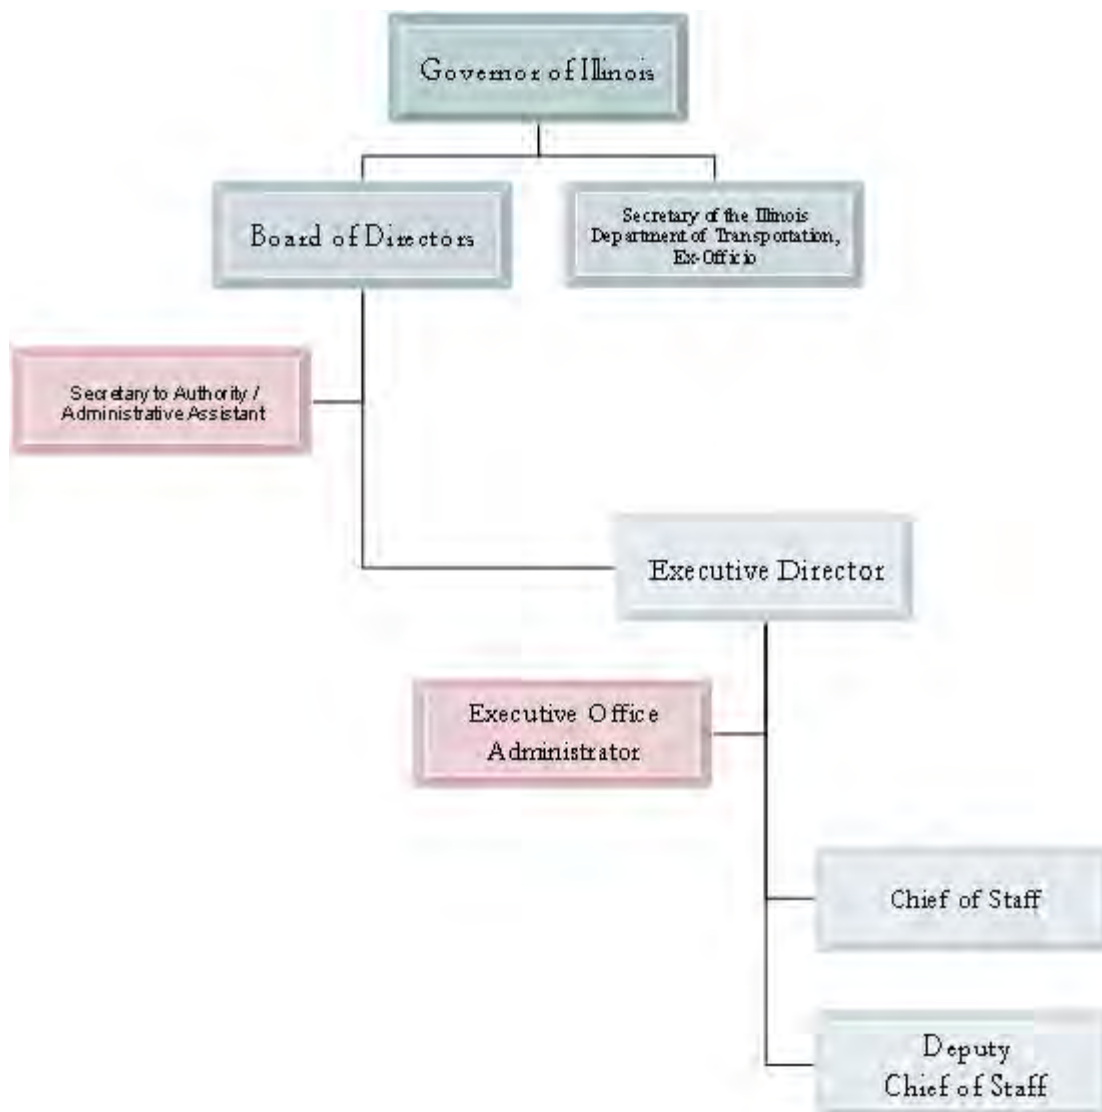 Governor of Illinois
Board of Directors
Secretary of the Illinois
Department of Transportation,
Ex-Officio
Secretary to Authority /
Administrative Assistant
Executive Director
Executive Office
Administrator
Chief of Staff
Deputy
Chief of Staff